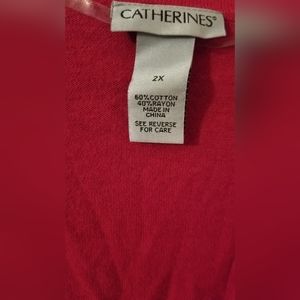 CATHERINES®
2X
60% COTTON
40% RAYON
MADE IN
CHINA
SEE REVERSE
FOR CARE